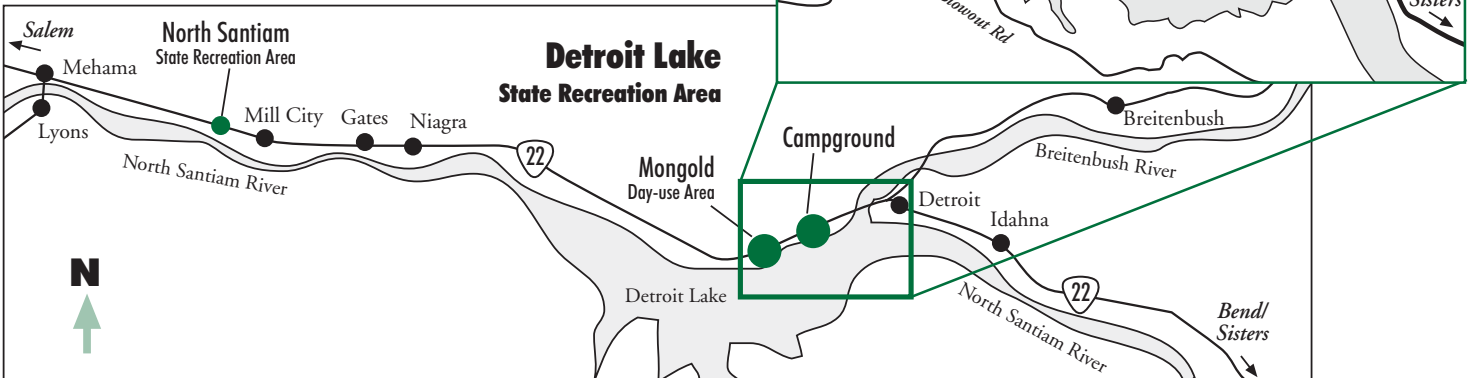 Salem
North Santiam
State Recreation Area
Mehama
Lyons
Mill City
Gates
Niagra
North Santiam River
Detroit Lake
State Recreation Area
22
Mongold
Day-use Area
Campground
Detroit Lake
Blowout Rd
Sisters
Breitenbush
Breitenbush River
Detroit
Idahna
22
North Santiam River
Bend/
Sisters
N